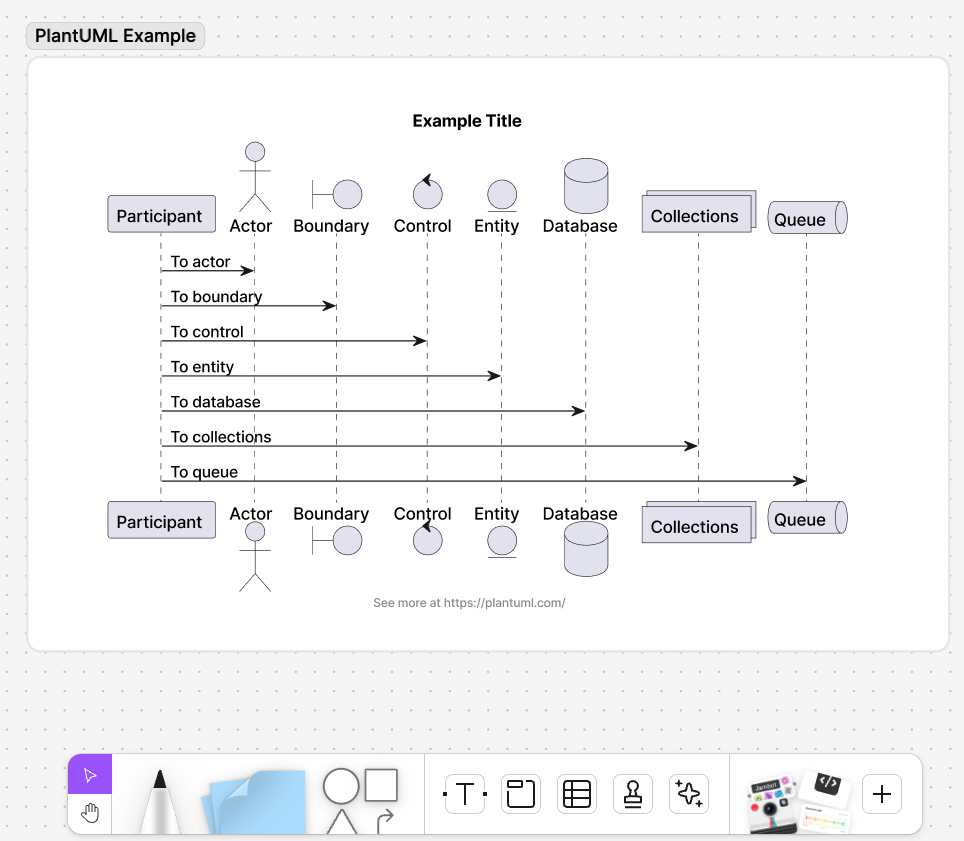 PlantUML Example
Example Title
Participant Actor Boundary Control Entity Database Collections Queue
To actor
To boundary
To control
To entity
To database
To collections
To queue
Participant Actor Boundary Control Entity Database Collections Queue
See more at https://plantuml.com/
T
Jambot